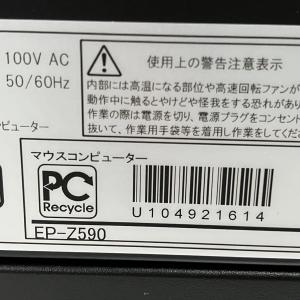 100V AC
50/60Hz
ピューター
使用上の警告注意表示
内部には高温になる部位や高速回転ファンが
動作中に触るとやけどや怪我をする恐れがあり
作業の際は電源を切り、電源プラグをコンセント
抜いて、作業用手袋等を着用し作業をしてくだ
マウスコンピューター
PC
Recycle
U104921614
EP-Z590